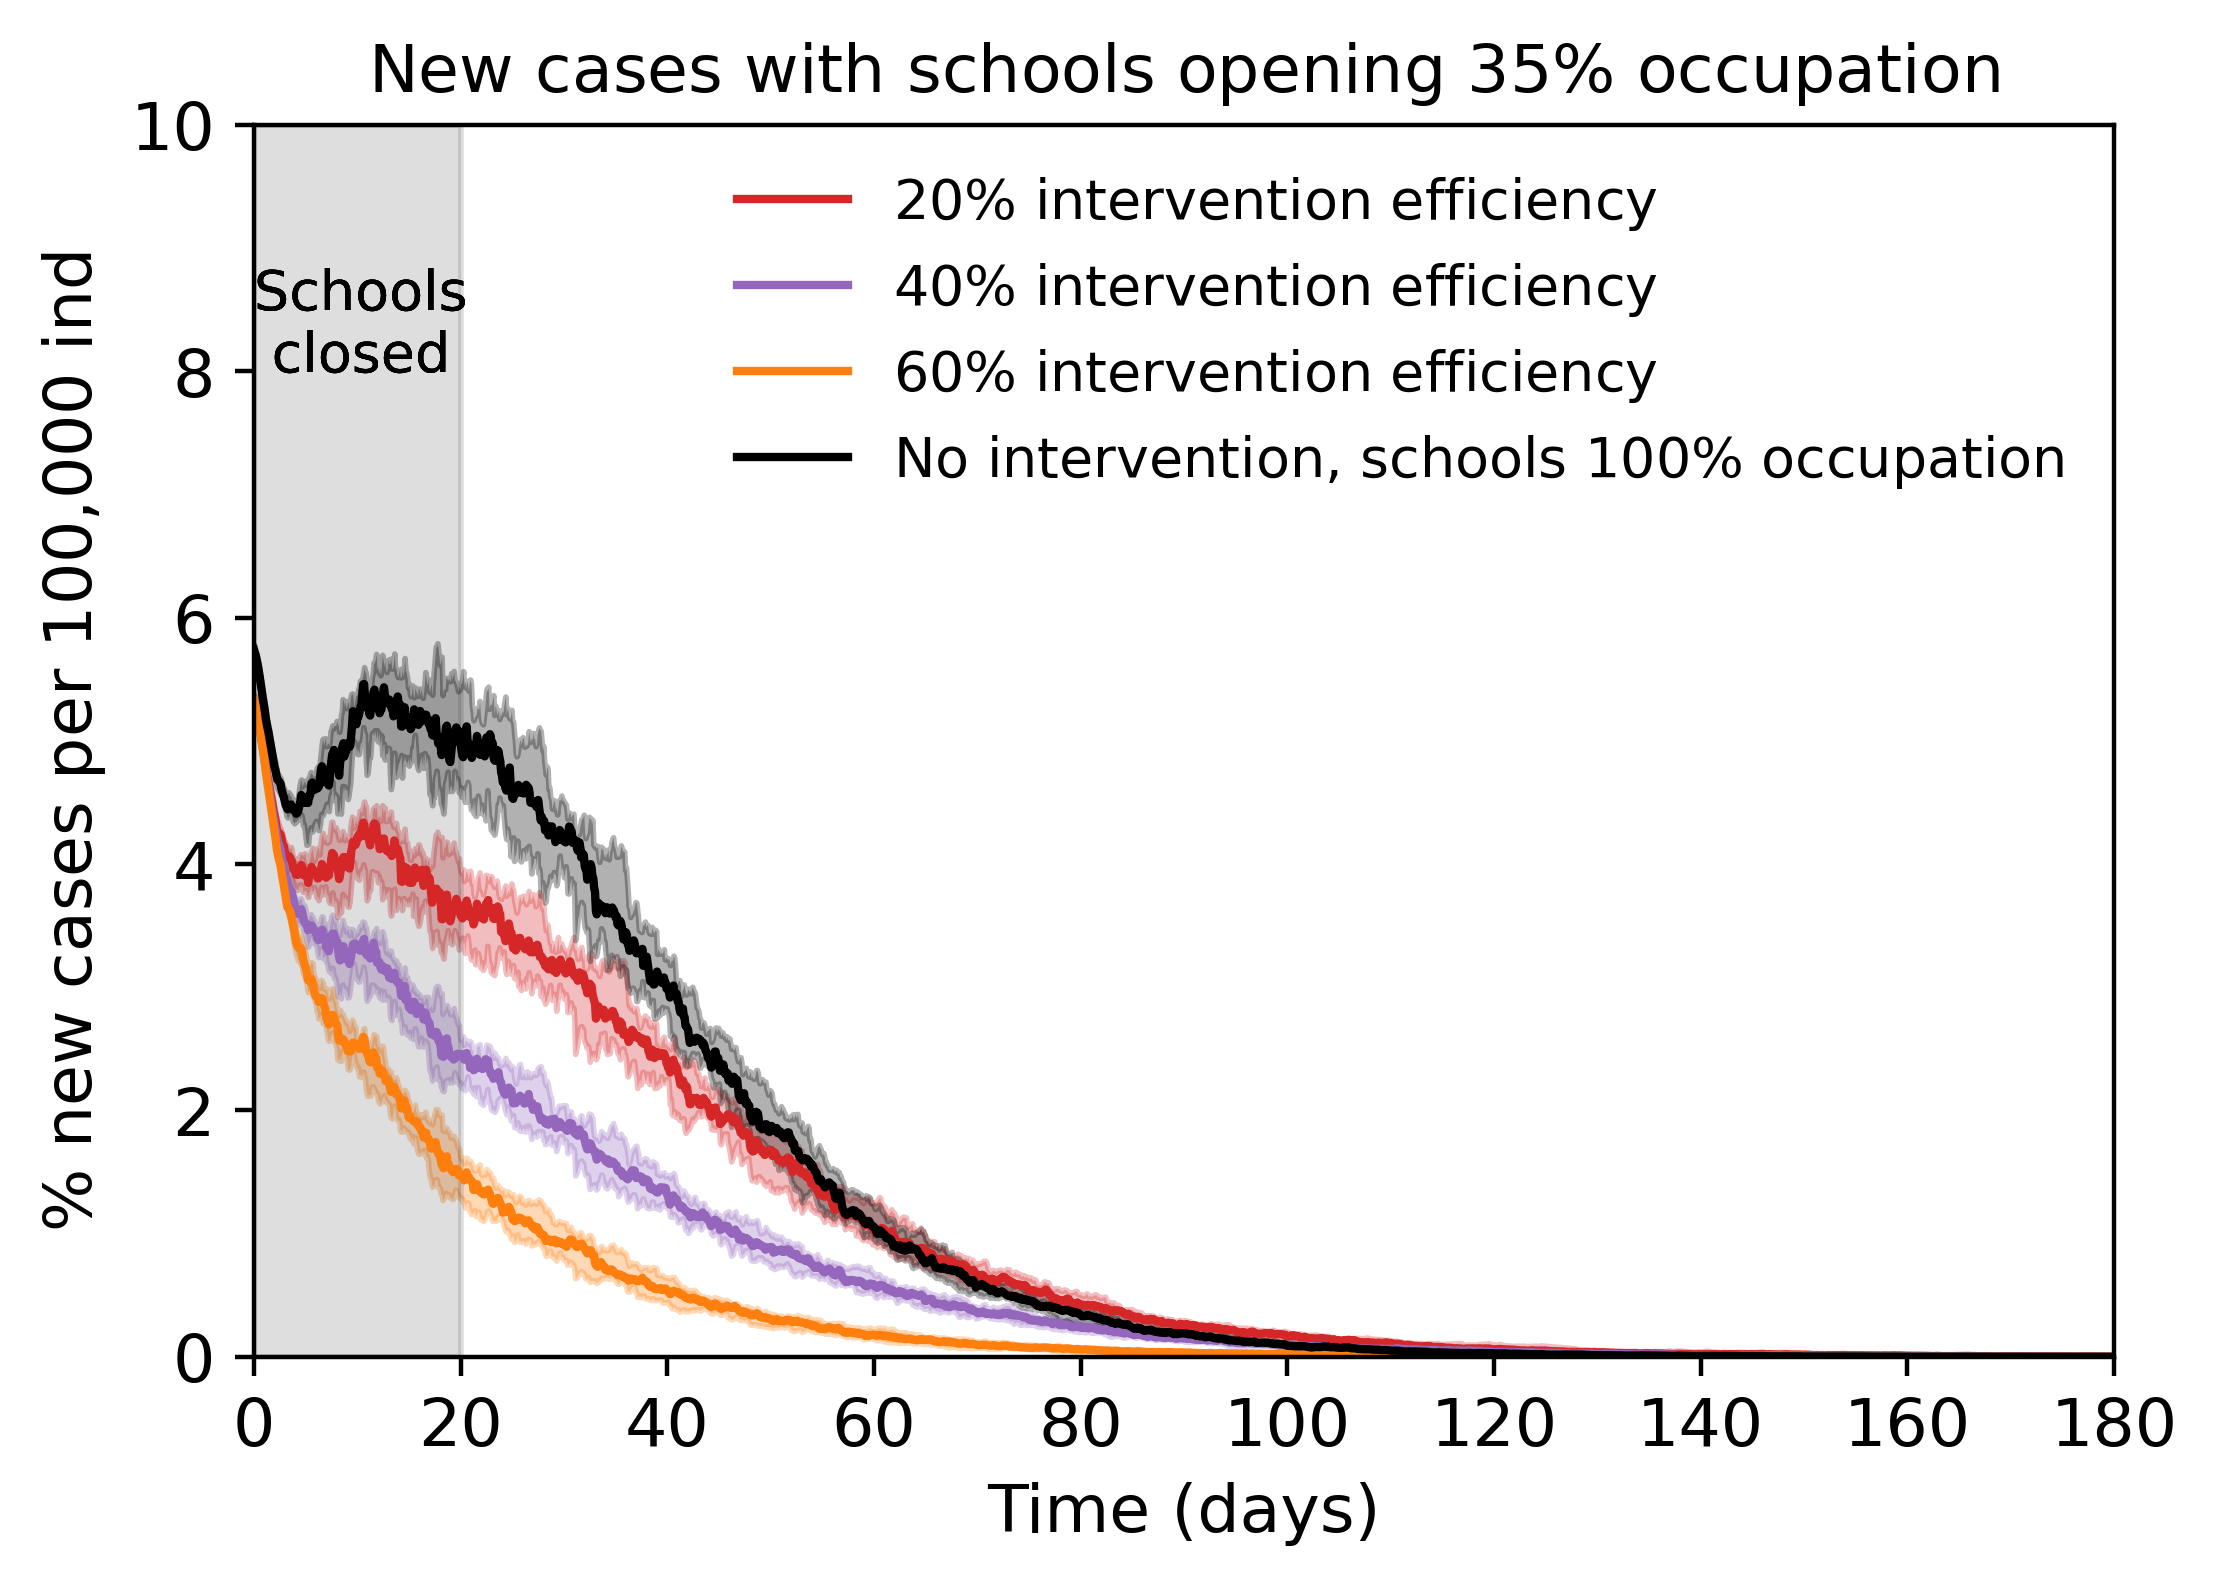 New cases with schools opening 35% occupation
% new cases per 100,000 ind
10
8
6
4
2
0
Schools
closed
20% intervention efficiency
40% intervention efficiency
60% intervention efficiency
No intervention, schools 100% occupation
0 20 40 60 80 100 120 140 160 180
Time (days)